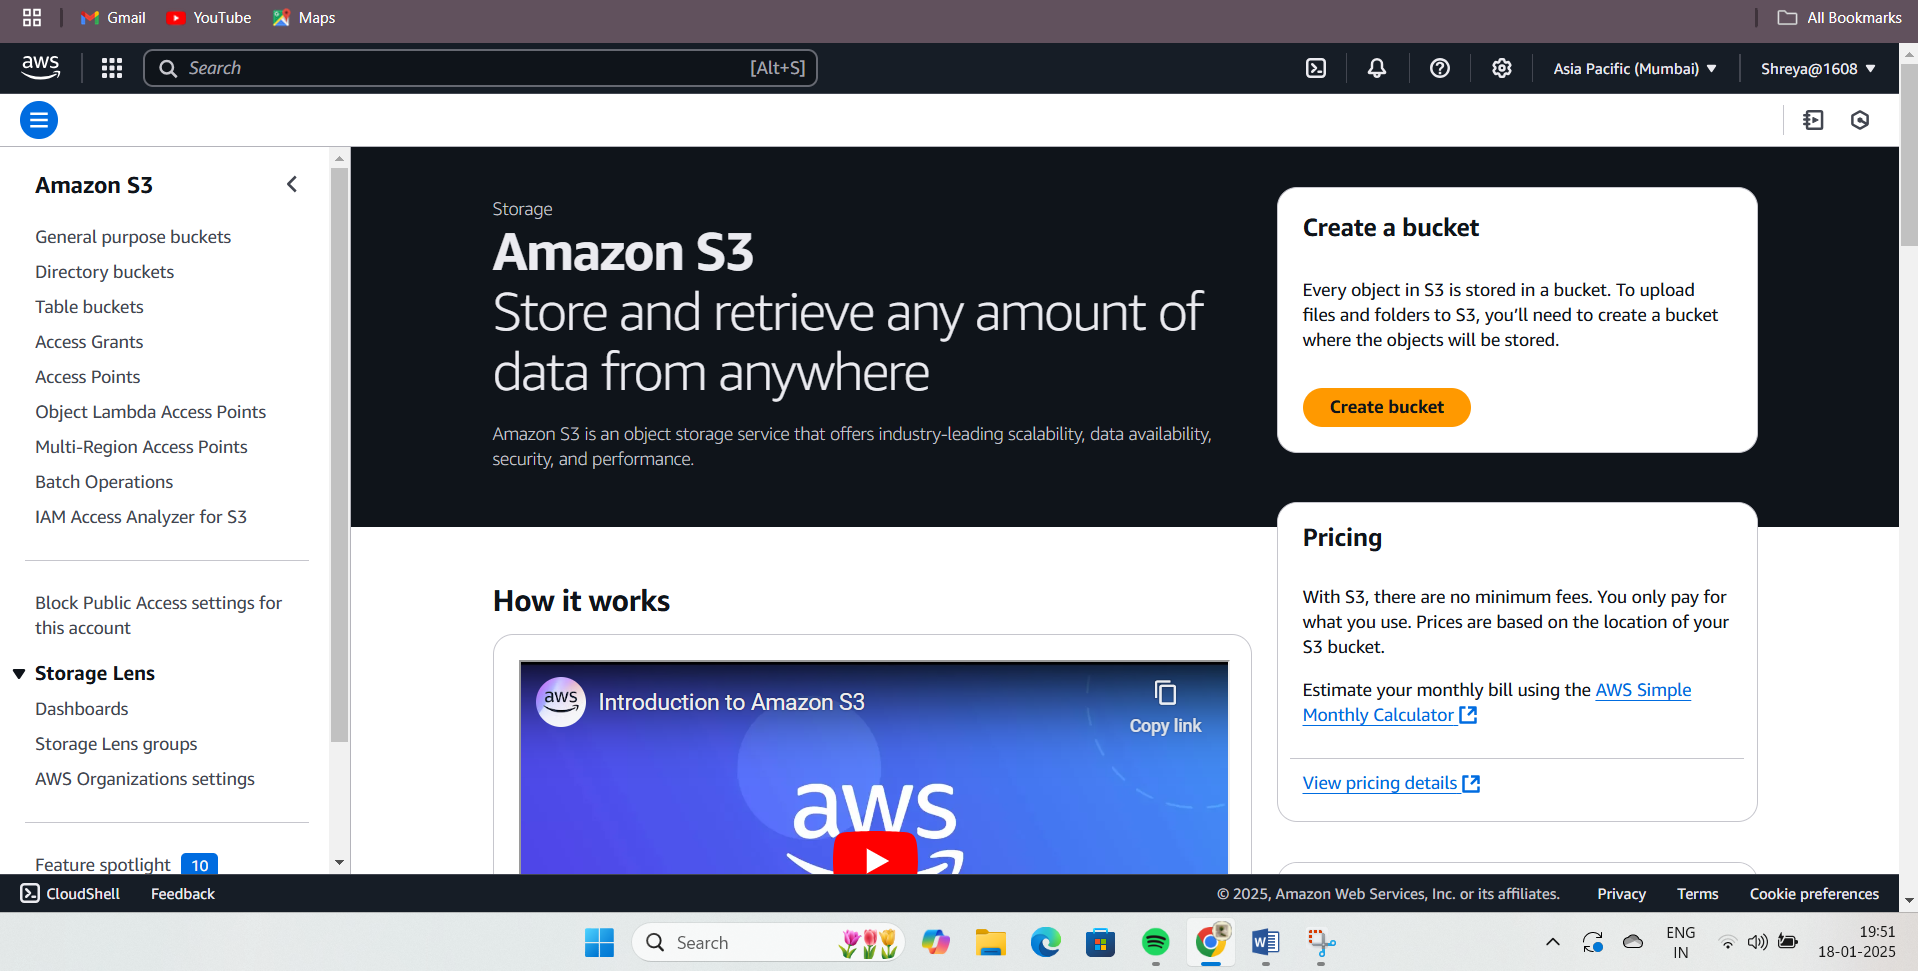 Gmail
YouTube
Maps
All Bookmarks
aws
Search
[Alt+S]
Asia Pacific (Mumbai)
Shreya@1608
Amazon S3
General purpose buckets
Directory buckets
Table buckets
Access Grants
Access Points
Object Lambda Access Points
Multi-Region Access Points
Batch Operations
IAM Access Analyzer for S3
Block Public Access settings for
this account
Storage Lens
Dashboards
Storage Lens groups
AWS Organizations settings
Feature spotlight 10
Storage
Amazon S3
Store and retrieve any amount of
data from anywhere
Amazon S3 is an object storage service that offers industry-leading scalability, data availability,
security, and performance.
How it works
aws
Introduction to Amazon S3
Copy link
aws
Create a bucket
Every object in S3 is stored in a bucket. To upload
files and folders to S3, you’ll need to create a bucket
where the objects will be stored.
Create bucket
Pricing
With S3, there are no minimum fees. You only pay for
what you use. Prices are based on the location of your
S3 bucket.
Estimate your monthly bill using the AWS Simple
Monthly Calculator
View pricing details
CloudShell
Feedback
© 2025, Amazon Web Services, Inc. or its affiliates.
Privacy
Terms
Cookie preferences
Search
ENG
IN
19:51
18-01-2025